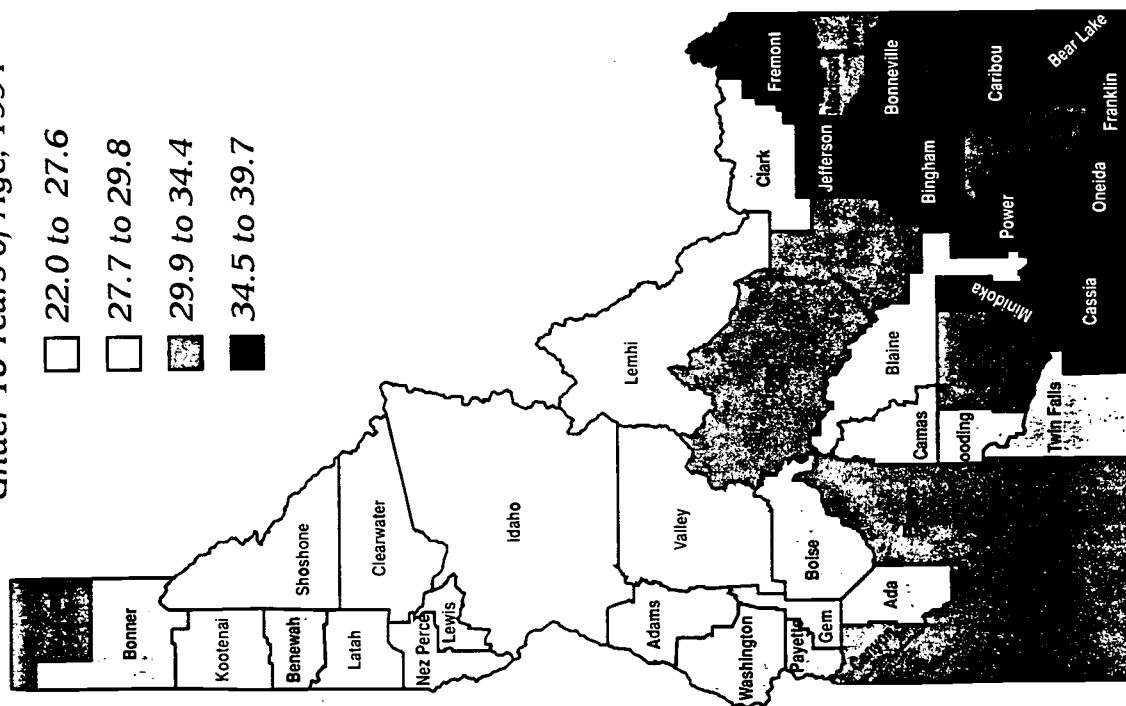 Under 18 Years of Age, 1991
22.0 to 27.6
27.7 to 29.8
29.9 to 34.4
34.5 to 39.7
Bonner
Kootenai
Benewah
Shoshone
Latah
Clearwater
Nez Perce
Lewis
Idaho
Adams
Valley
Lemhi
Washington
Payette
Gem
Boise
Canyon
Ada
Camas
Blaine
ooding
Twin Falls
Minidoka
Cassia
Power
Oneida
Clark
Fremont
Jefferson
Bonneville
Bingham
Caribou
Bear Lake
Franklin